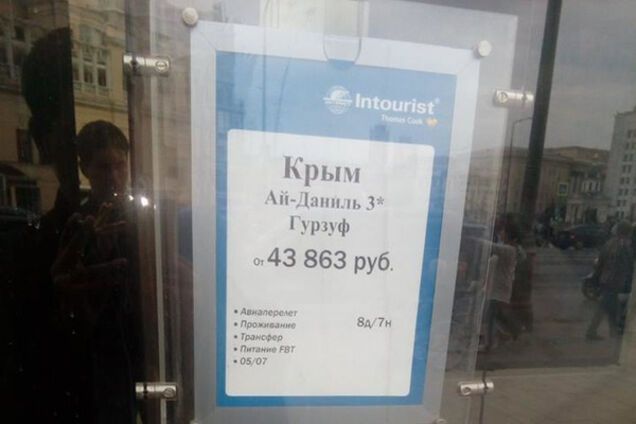 Intourist®
Thomas Cook
Крым
Ай-Даниль 3*
Гурзуф
от 43 863 руб.
• Авиаперелет
• Проживание 8д/7н
• Трансфер
• Питание FBT
• 05/07